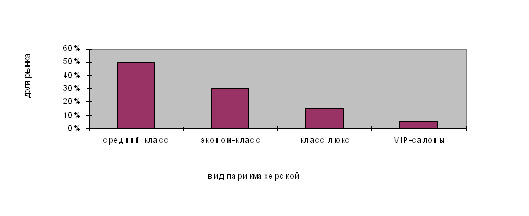 доля рынка
60%
50%
40%
30%
20%
10%
0%
средний класс
эконом-класс
класс люкс
VIP-салоны
вид парикмахерской